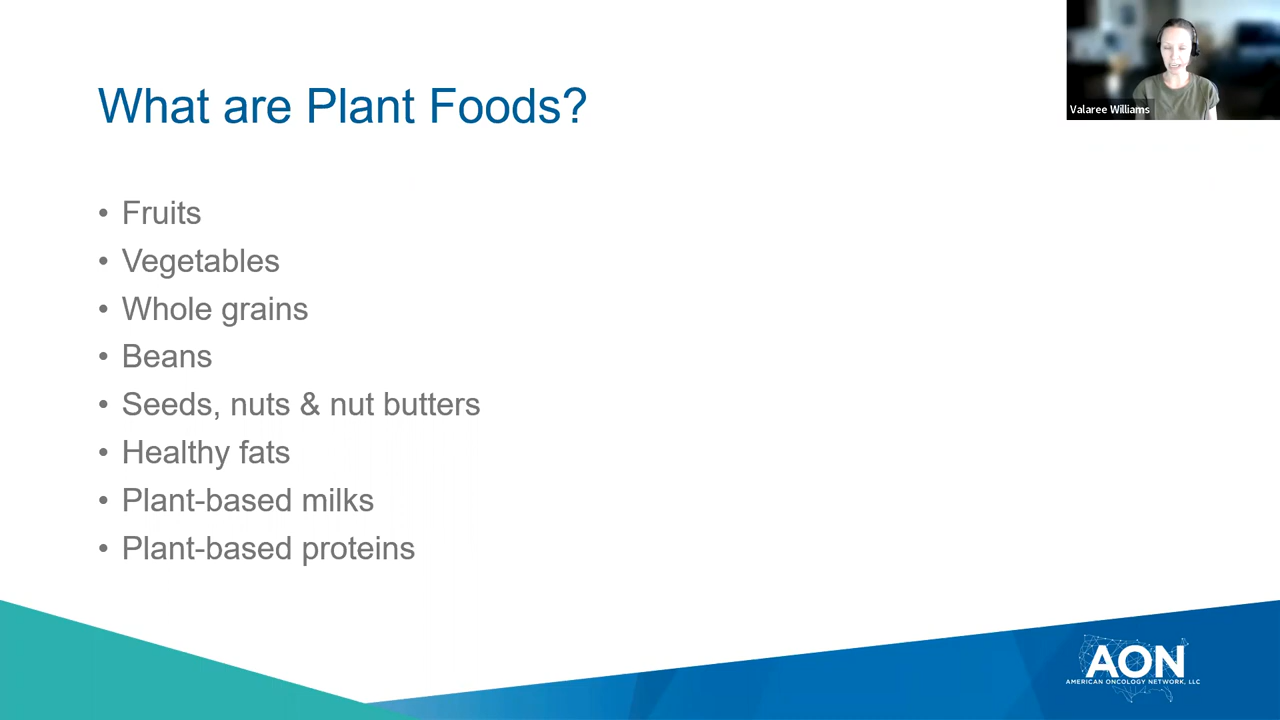 What are Plant Foods?
Valaree Williams
• Fruits
• Vegetables
• Whole grains
• Beans
• Seeds, nuts & nut butters
• Healthy fats
• Plant-based milks
• Plant-based proteins
AON
AMERICAN ONCOLOGY NETWORK, LLC